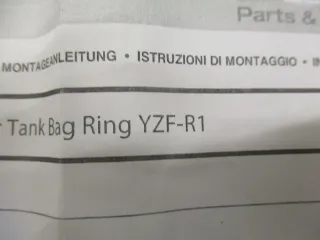 Parts &
MONTAGEANLEITUNG • ISTRUZIONI DI MONTAGGIO •
Tank Bag Ring YZF-R1